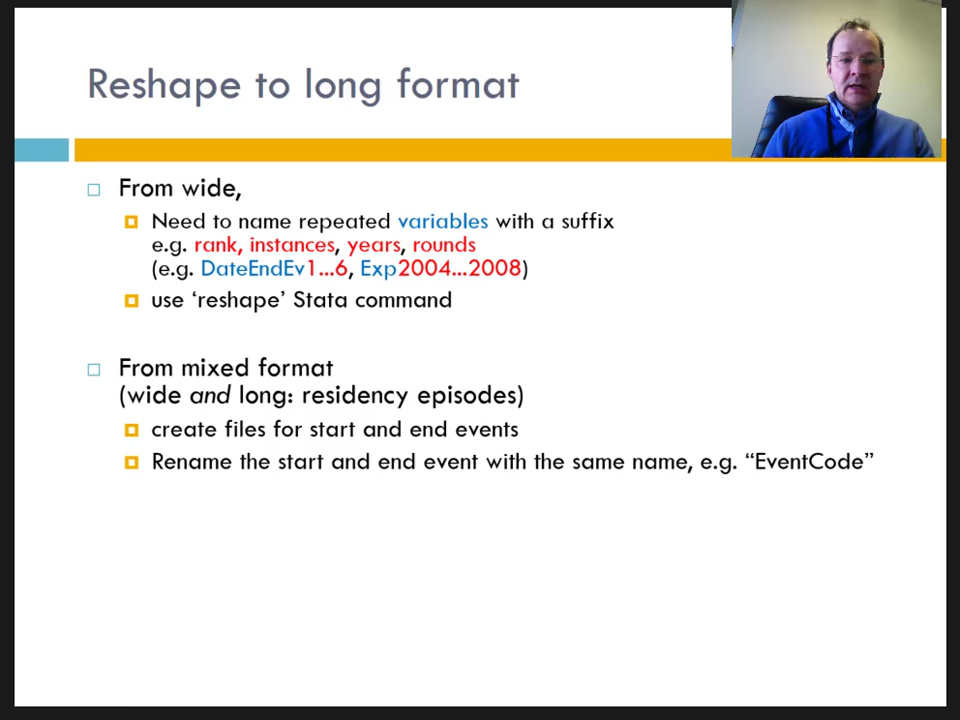 Reshape to long format
From wide,
Need to name repeated variables with a suffix
e.g. rank, instances, years, rounds
(e.g. DateEndEv1...6, Exp2004...2008)
use ‘reshape’ Stata command
From mixed format
(wide and long: residency episodes)
create files for start and end events
Rename the start and end event with the same name, e.g. “EventCode”